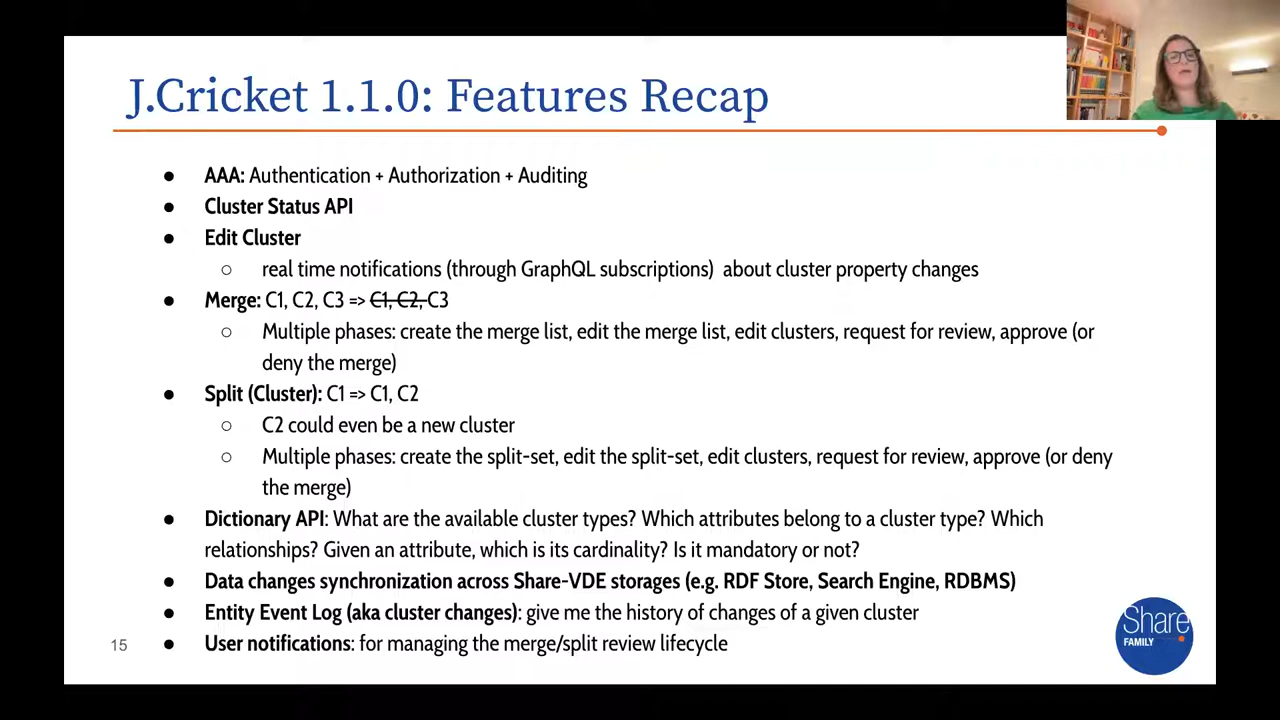 J.Cricket 1.1.0: Features Recap
● AAA: Authentication + Authorization + Auditing
● Cluster Status API
● Edit Cluster
○ real time notifications (through GraphQL subscriptions) about cluster property changes
● Merge: C1, C2, C3 => C1, C2, C3
○ Multiple phases: create the merge list, edit the merge list, edit clusters, request for review, approve (or
deny the merge)
● Split (Cluster): C1 => C1, C2
○ C2 could even be a new cluster
○ Multiple phases: create the split-set, edit the split-set, edit clusters, request for review, approve (or deny
the merge)
● Dictionary API: What are the available cluster types? Which attributes belong to a cluster type? Which
relationships? Given an attribute, which is its cardinality? Is it mandatory or not?
● Data changes synchronization across Share-VDE storages (e.g. RDF Store, Search Engine, RDBMS)
● Entity Event Log (aka cluster changes): give me the history of changes of a given cluster
● User notifications: for managing the merge/split review lifecycle
15
Share
FAMILY